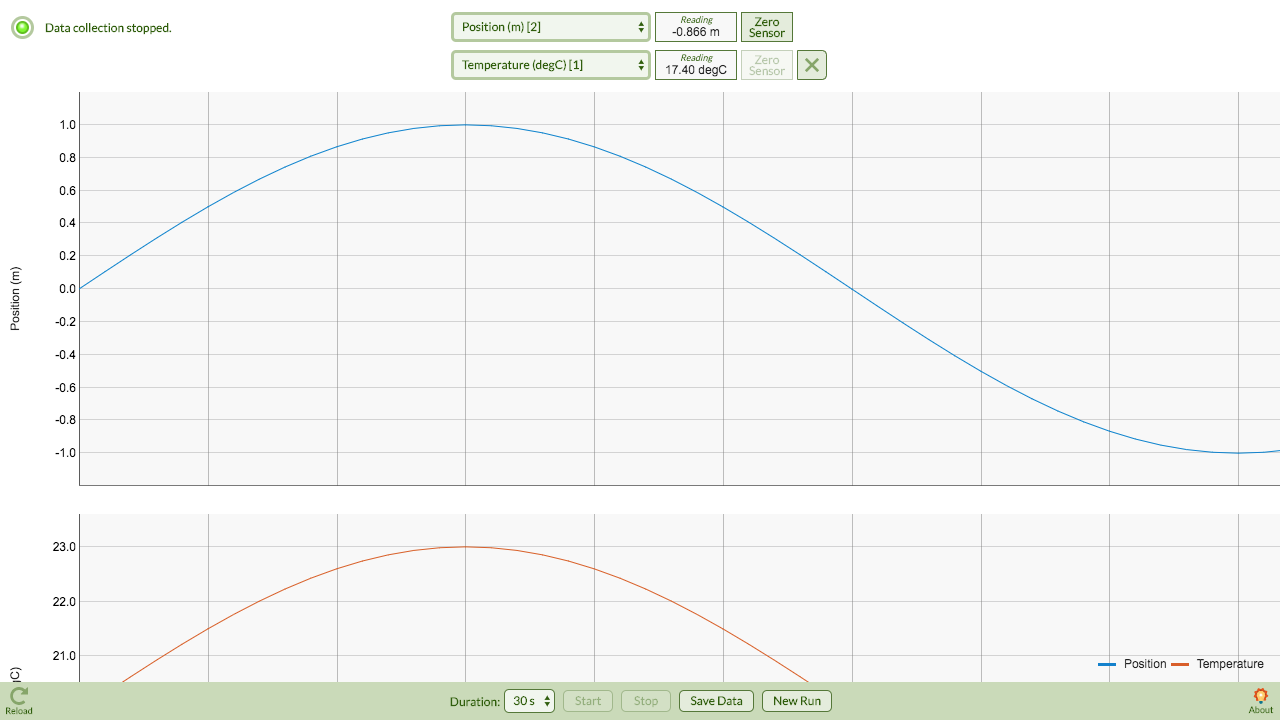 Data collection stopped.
Position (m) [2]
Reading
-0.866 m
Zero
Sensor
Temperature (degC) [1]
Reading
17.40 degC
Zero
Sensor
1.0
0.8
0.6
0.4
0.2
0.0
-0.2
-0.4
-0.6
-0.8
-1.0
Position (m)
23.0
22.0
21.0
gC)
Position
Temperature
Reload
Duration:
30 s
Start
Stop
Save Data
New Run
About